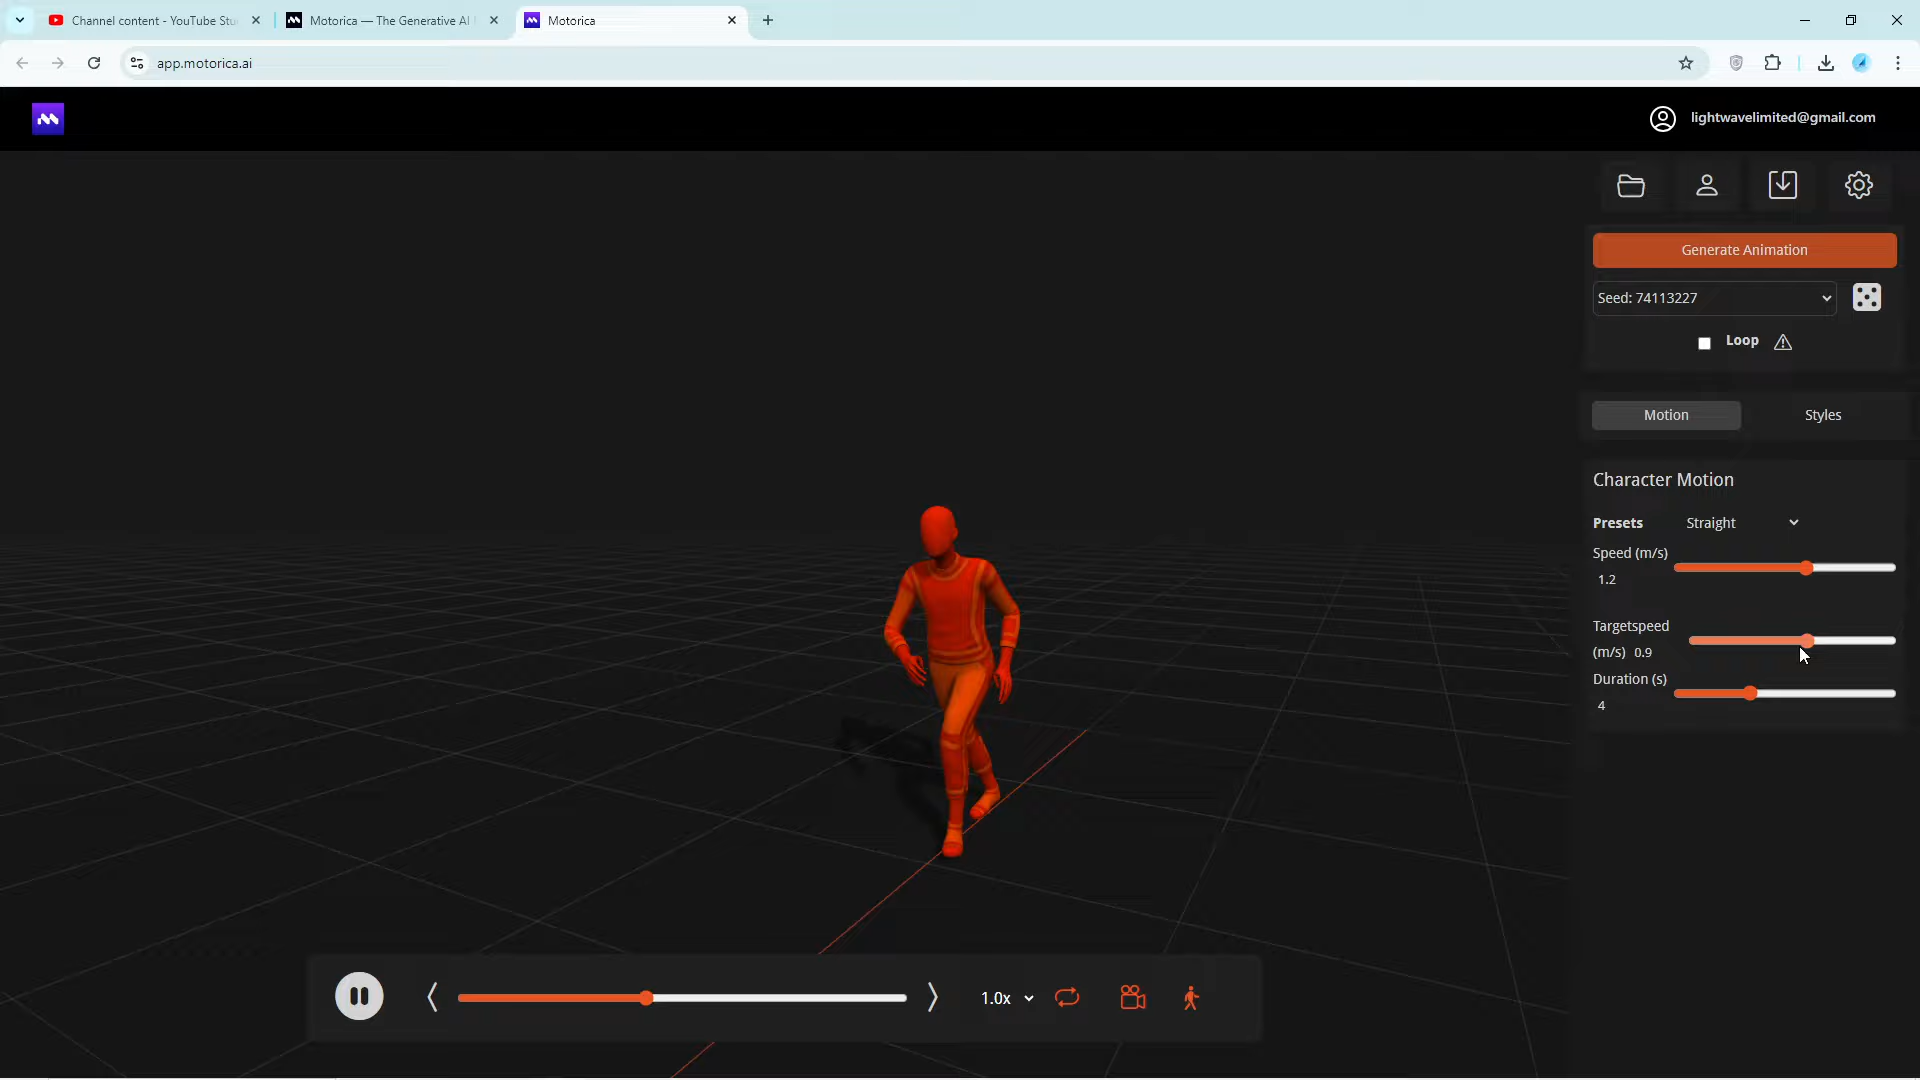 Channel content - YouTube Stu
Motorica — The Generative AI
Motorica
app.motorica.ai
lightwavelimited@gmail.com
Generate Animation
Seed: 74113227
Loop
Motion
Styles
Character Motion
Presets
Straight
Speed (m/s)
1.2
Targetspeed
(m/s) 0.9
Duration (s)
4
1.0x